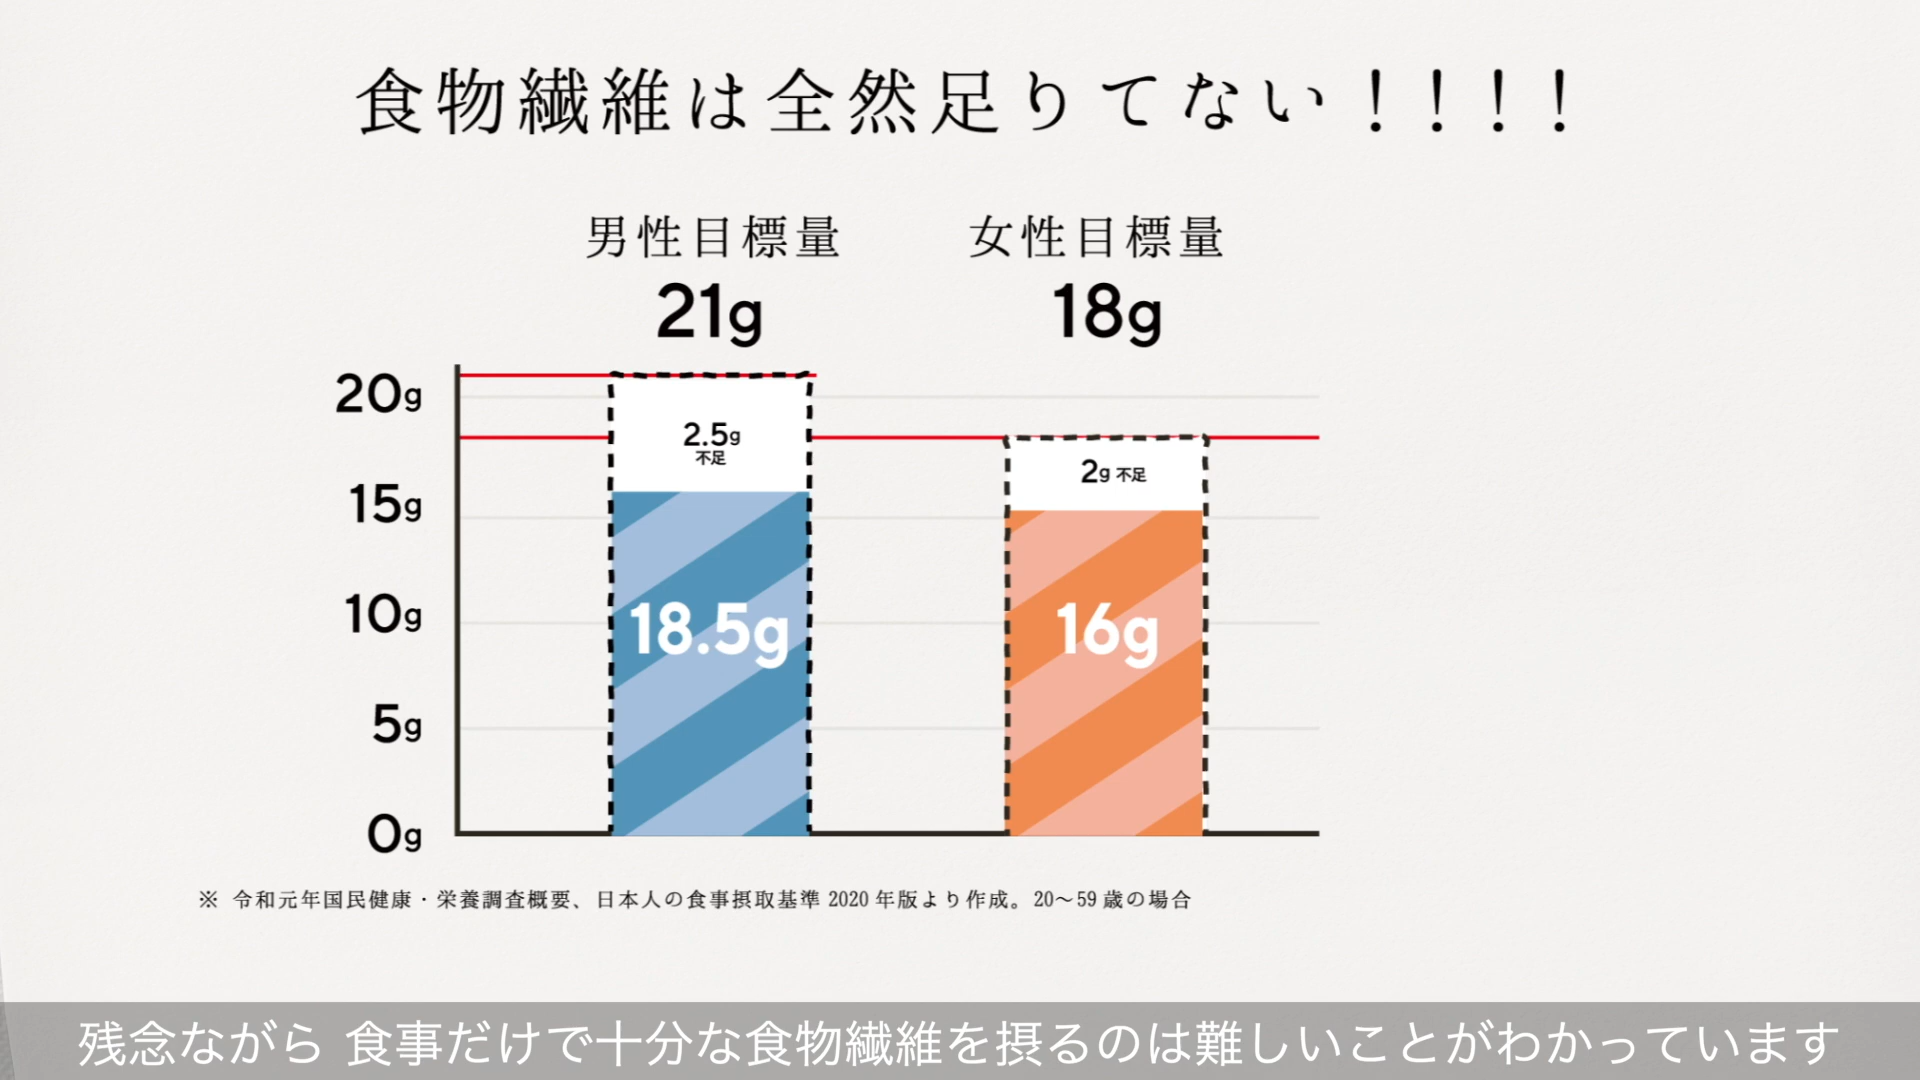 食物繊維は全然足りてない！！！！
男性目標量 女性目標量
21g 18g
20g
2.5g
不足
2g 不足
15g
18.5g 16g
10g
5g
0g
※ 令和元年国民健康・栄養調査概要、日本人の食事摂取基準 2020 年版より作成。20〜59 歳の場合
残念ながら 食事だけで十分な食物繊維を摂るのは難しいことがわかっています